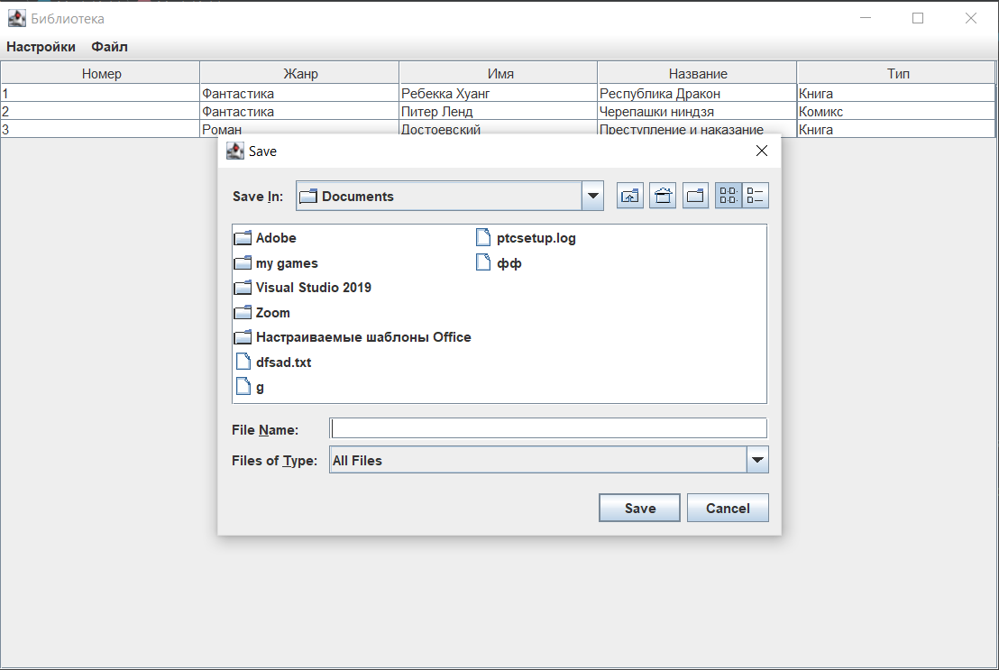 Библиотека
Настройки Файл
Номер Жанр Имя Название Тип
1 Фантастика Ребекка Хуанг Республика Дракон Книга
2 Фантастика Питер Ленд Черепашки ниндзя Комикс
3 Роман Достоевский Преступление и наказание Книга
Save
Save In: Documents
Adobe
my games
Visual Studio 2019
Zoom
Настраиваемые шаблоны Office
dfsad.txt
g
ptcsetup.log
фф
File Name:
Files of Type: All Files
Save Cancel